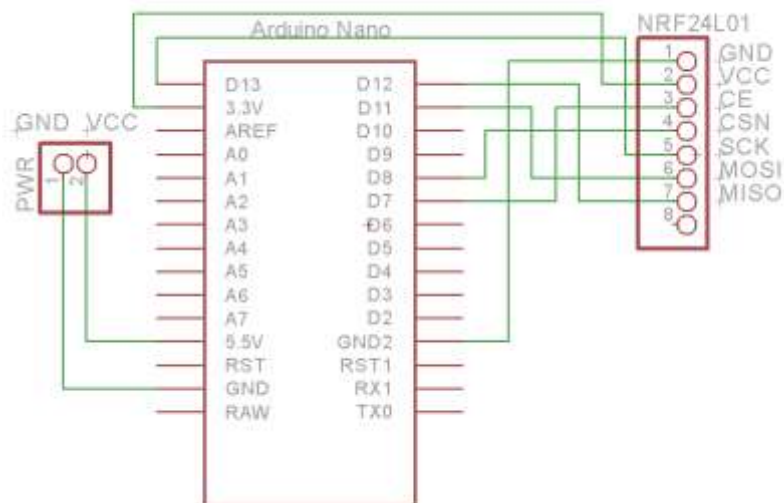 Arduino Nano
NRF24L01
D13 D12
3.3V D11
AREF D10
A0 D9
A1 D8
A2 D7
A3 D6
A4 D5
A5 D4
A6 D3
A7 D2
5.5V GND2
RST RST1
GND RX1
RAW TX0
GND VCC
PWR
1 2
1 GND
2 VCC
3 CE
4 CSN
5 SCK
6 MOSI
7 MISO
8